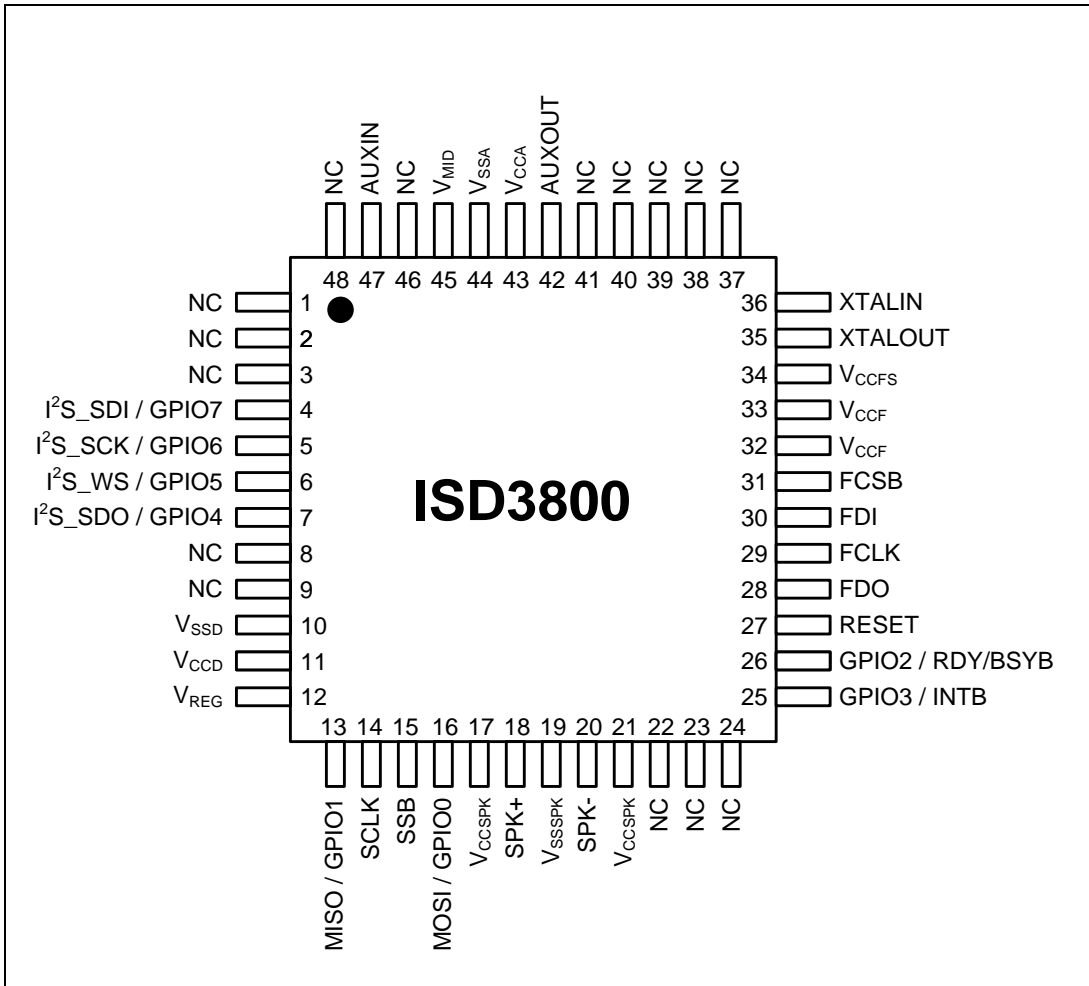 NC
AUXIN
NC
VMID
VSSA
VCCA
AUXOUT
NC
NC
NC
NC
NC
48 47 46 45 44 43 42 41 40 39 38 37
NC 1
NC 2
NC 3
I²S_SDI / GPIO7 4
I²S_SCK / GPIO6 5
I²S_WS / GPIO5 6
I²S_SDO / GPIO4 7
NC 8
NC 9
VSSD 10
VCCD 11
VREG 12
ISD3800
36 XTALIN
35 XTALOUT
34 VCCFS
33 VCCF
32 VCCF
31 FCSB
30 FDI
29 FCLK
28 FDO
27 RESET
26 GPIO2 / RDY/BSYB
25 GPIO3 / INTB
13 14 15 16 17 18 19 20 21 22 23 24
MISO / GPIO1
SCLK
SSB
MOSI / GPIO0
VCCSPK
SPK+
VSSSPK
SPK-
VCCSPK
NC
NC
NC